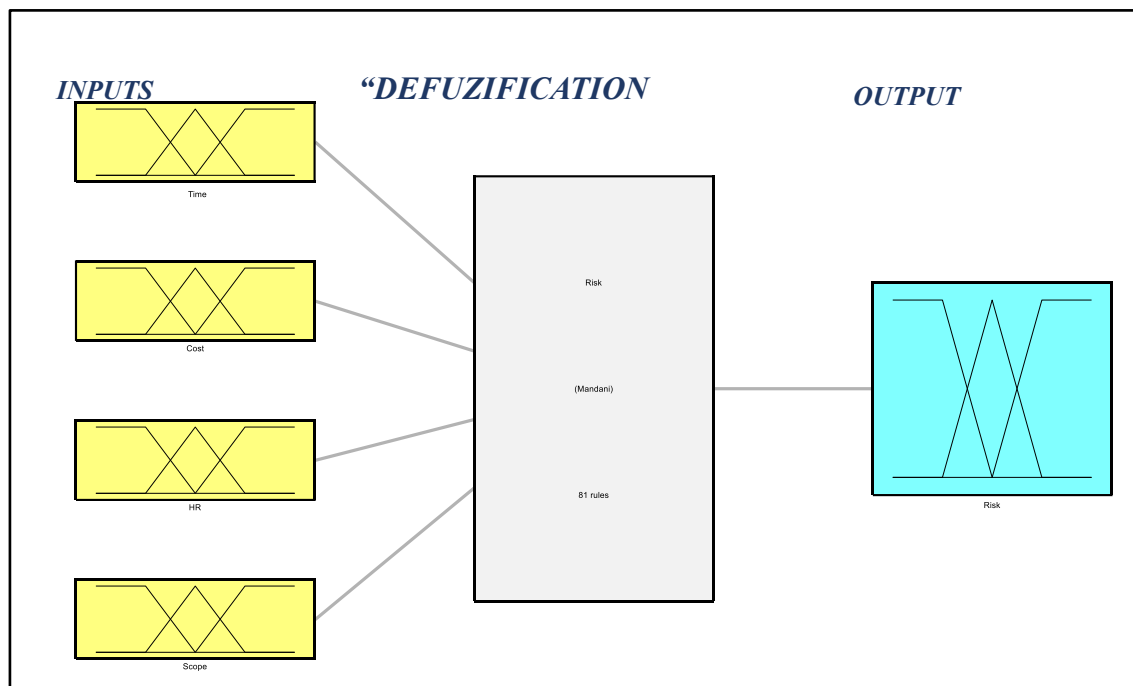 INPUTS
“DEFUZIFICATION
OUTPUT
Time
Cost
HR
Scope
Risk
(Mandani)
81 rules
Risk